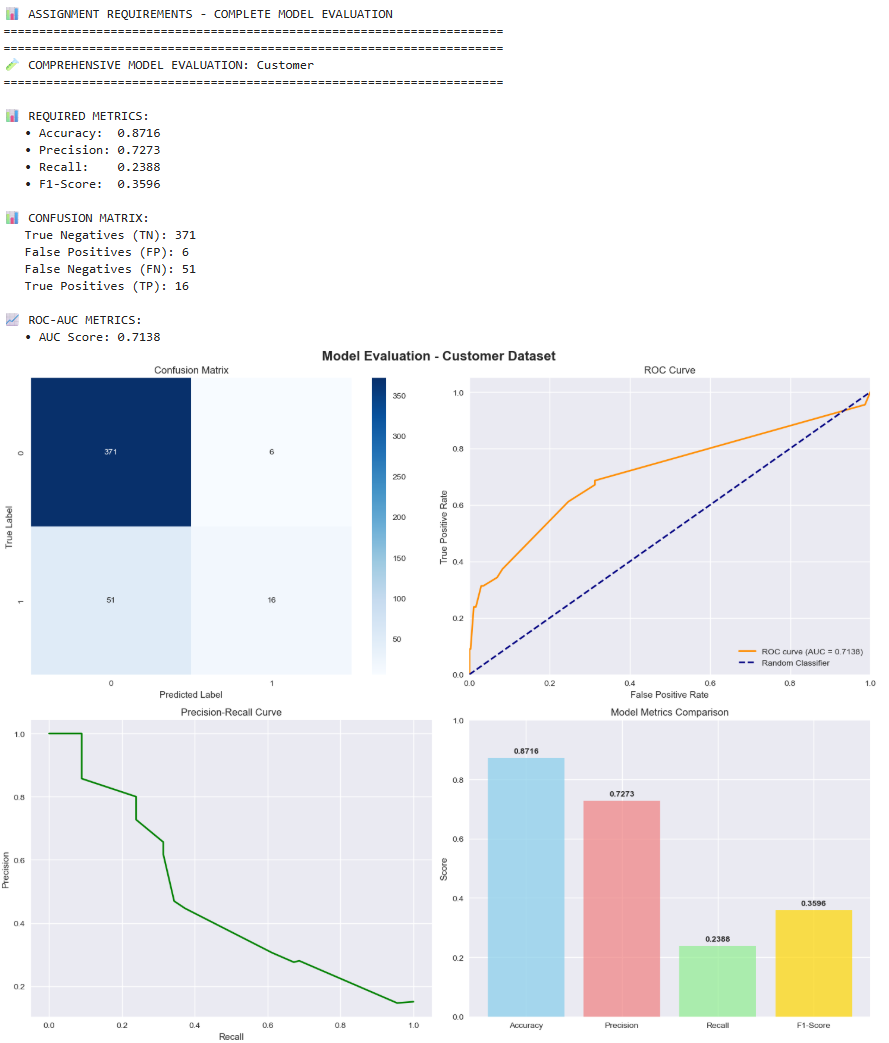 📊 ASSIGNMENT REQUIREMENTS - COMPLETE MODEL EVALUATION
======================================================================
======================================================================
🧪 COMPREHENSIVE MODEL EVALUATION: Customer
======================================================================
📊 REQUIRED METRICS:
• Accuracy: 0.8716
• Precision: 0.7273
• Recall: 0.2388
• F1-Score: 0.3596
📊 CONFUSION MATRIX:
True Negatives (TN): 371
False Positives (FP): 6
False Negatives (FN): 51
True Positives (TP): 16
📈 ROC-AUC METRICS:
• AUC Score: 0.7138
Model Evaluation - Customer Dataset
Confusion Matrix
True Label
0
1
371
6
51
16
0
1
Predicted Label
350
300
250
200
150
100
50
ROC Curve
True Positive Rate
1.0
0.8
0.6
0.4
0.2
0.0
ROC curve (AUC = 0.7138)
Random Classifier
0.0
0.2
0.4
0.6
0.8
1.0
False Positive Rate
Precision-Recall Curve
Precision
1.0
0.8
0.6
0.4
0.2
0.0
0.2
0.4
0.6
0.8
1.0
Recall
Model Metrics Comparison
Score
1.0
0.8
0.6
0.4
0.2
0.0
0.8716
0.7273
0.2388
0.3596
Accuracy
Precision
Recall
F1-Score